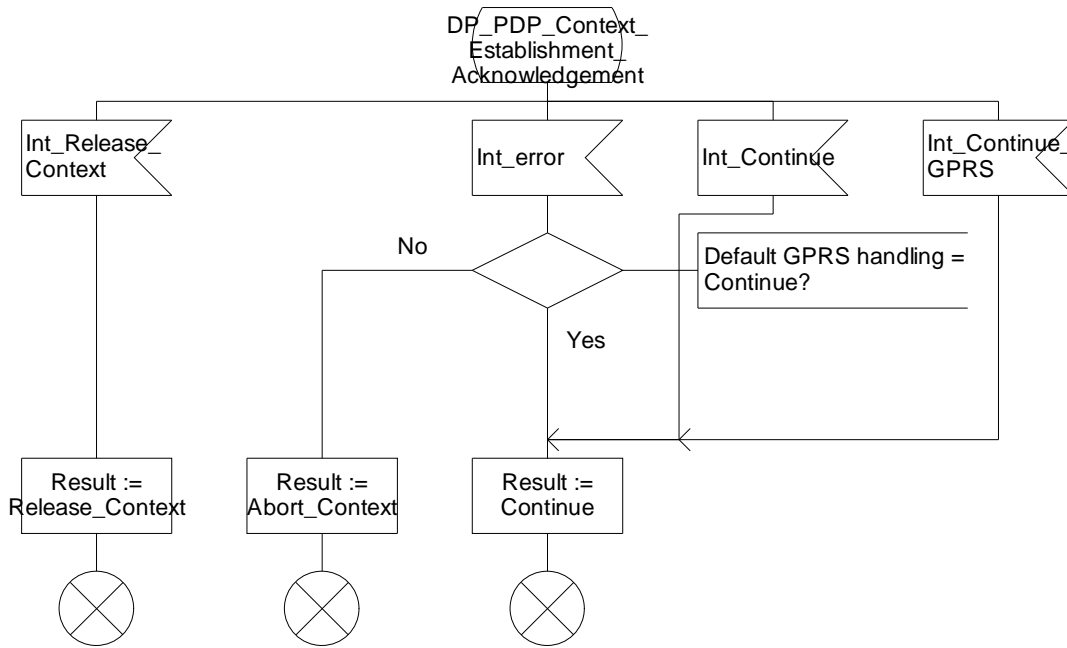 DP_PDP_Context_
Establishment_
Acknowledgement
Int_Release_
Context
Int_error
Int_Continue
Int_Continue_
GPRS
No
Default GPRS handling =
Continue?
Yes
Result :=
Release_Context
Result :=
Abort_Context
Result :=
Continue